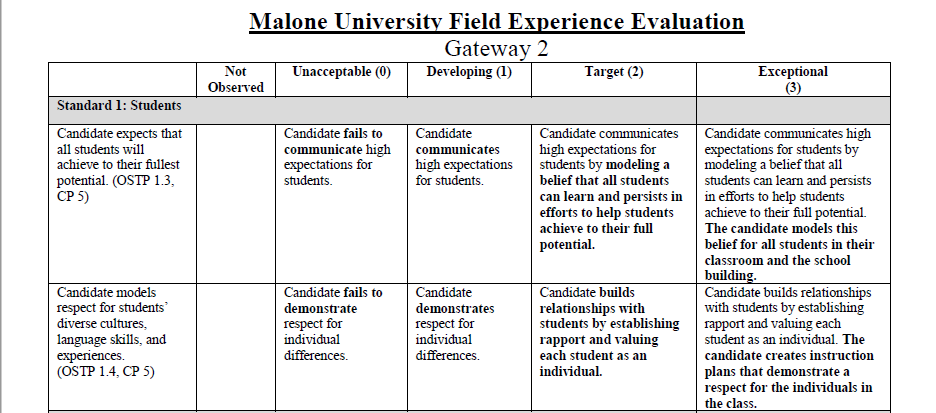 Malone University Field Experience Evaluation
Gateway 2
Not
Observed
Unacceptable (0)
Developing (1)
Target (2)
Exceptional
(3)
Standard 1: Students
Candidate expects that
all students will
achieve to their fullest
potential. (OSTP 1.3,
CP 5)
Candidate fails to
communicate high
expectations for
students.
Candidate
communicates
high expectations
for students.
Candidate communicates
high expectations for
students by modeling a
belief that all students
can learn and persists in
efforts to help students
achieve to their full
potential.
Candidate communicates high
expectations for students by
modeling a belief that all
students can learn and persists
in efforts to help students
achieve to their full potential.
The candidate models this
belief for all students in their
classroom and the school
building.
Candidate models
respect for students’
diverse cultures,
language skills, and
experiences.
(OSTP 1.4, CP 5)
Candidate fails to
demonstrate
respect for
individual
differences.
Candidate
demonstrates
respect for
individual
differences.
Candidate builds
relationships with
students by establishing
rapport and valuing
each student as an
individual.
Candidate builds relationships
with students by establishing
rapport and valuing each
student as an individual. The
candidate creates instruction
plans that demonstrate a
respect for the individuals in
the class.